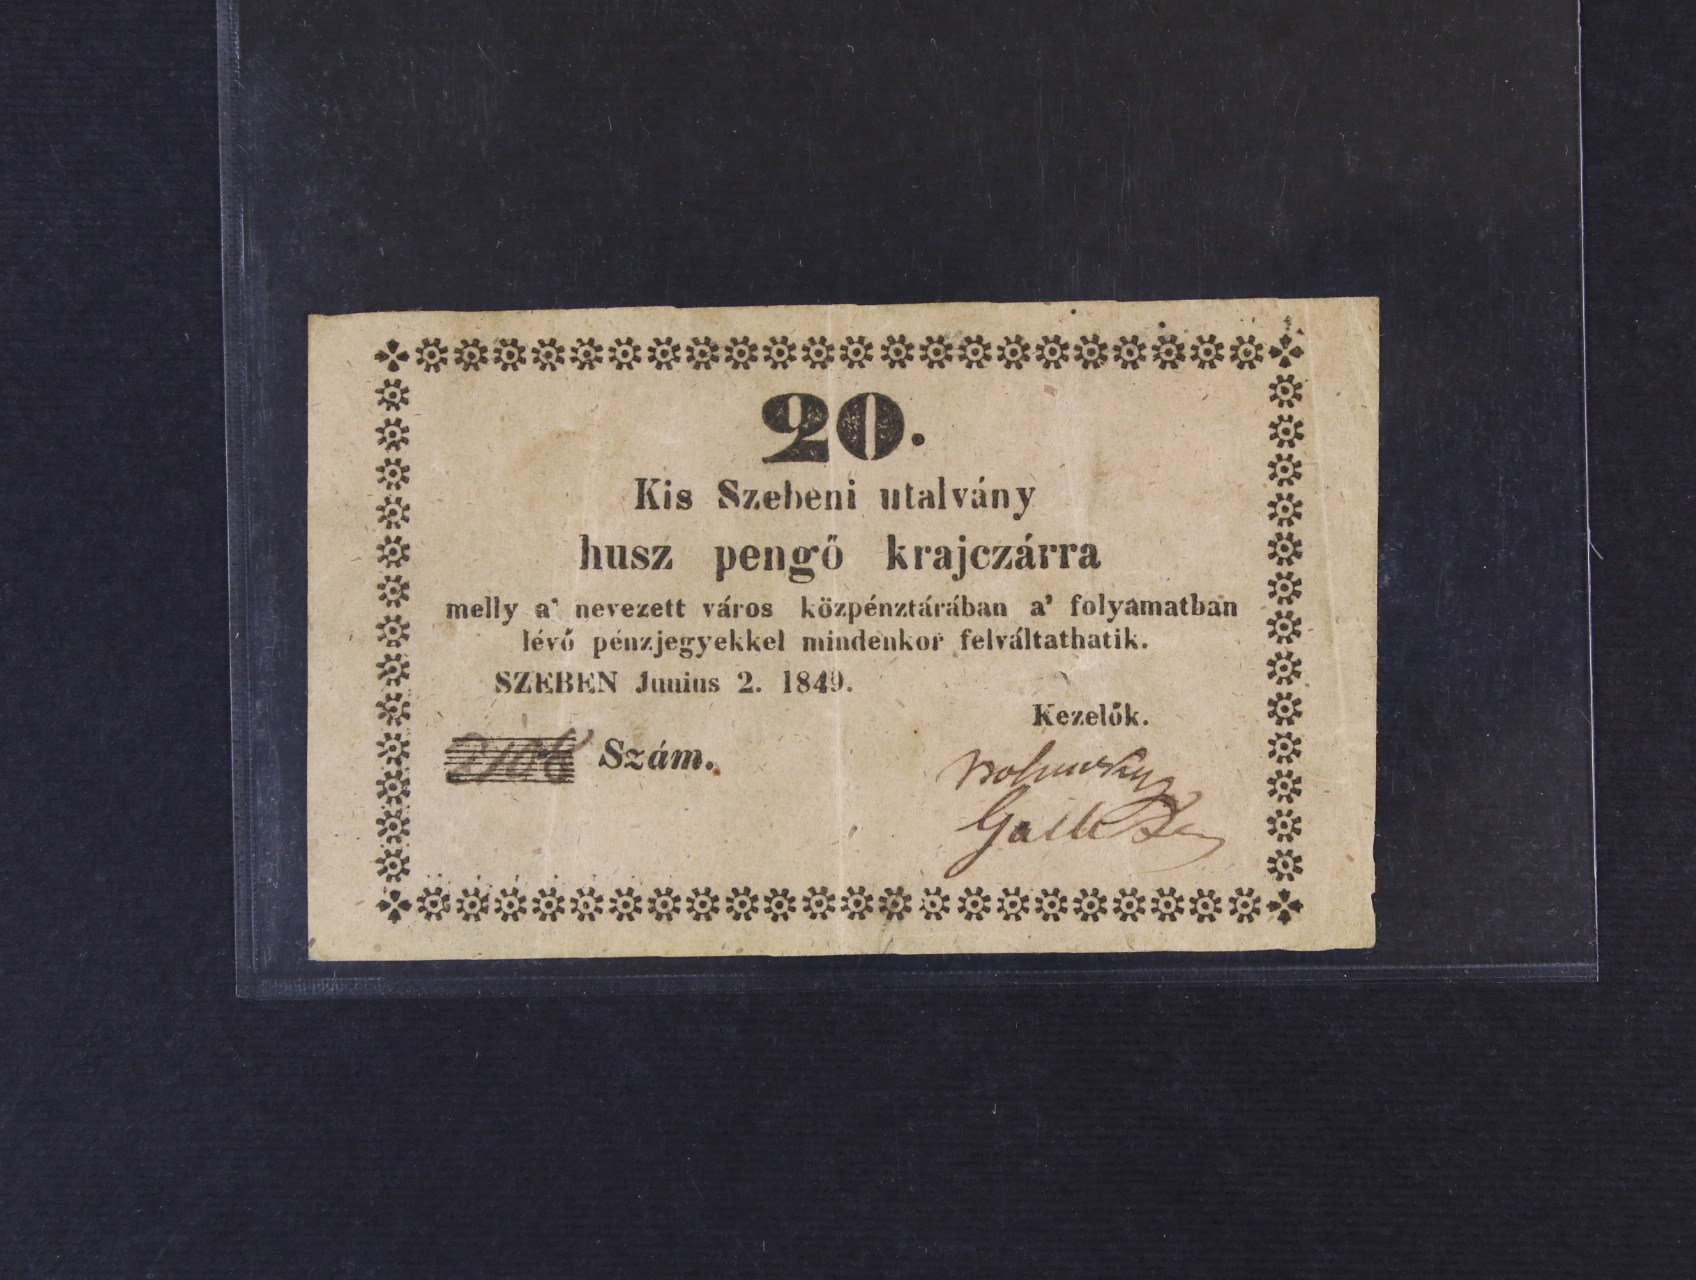 20.
Kis Szebeni utalvány
husz pengő krajczárra
melly a' nevezett város közpénztárában a' folyamatban
lévő pénzjegyekkel mindenkor felváltathatik.
SZEBEN Junius 2. 1849.
Kezelők.
Szám.